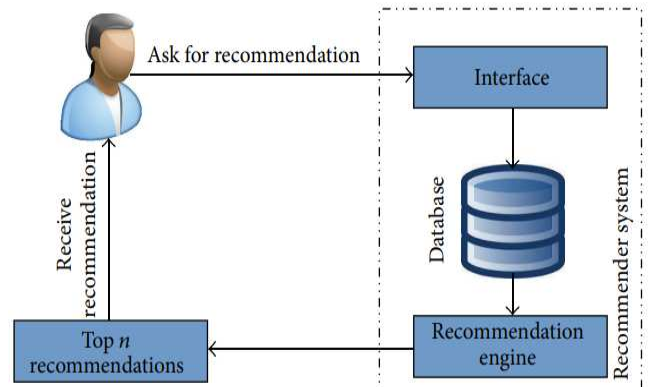 Ask for recommendation
Interface
Database
Recommender system
Receive
recommendation
Recommendation
engine
Top n
recommendations